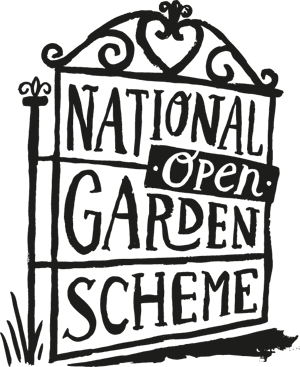 NATIONAL
·Open·
GARDEN
SCHEME